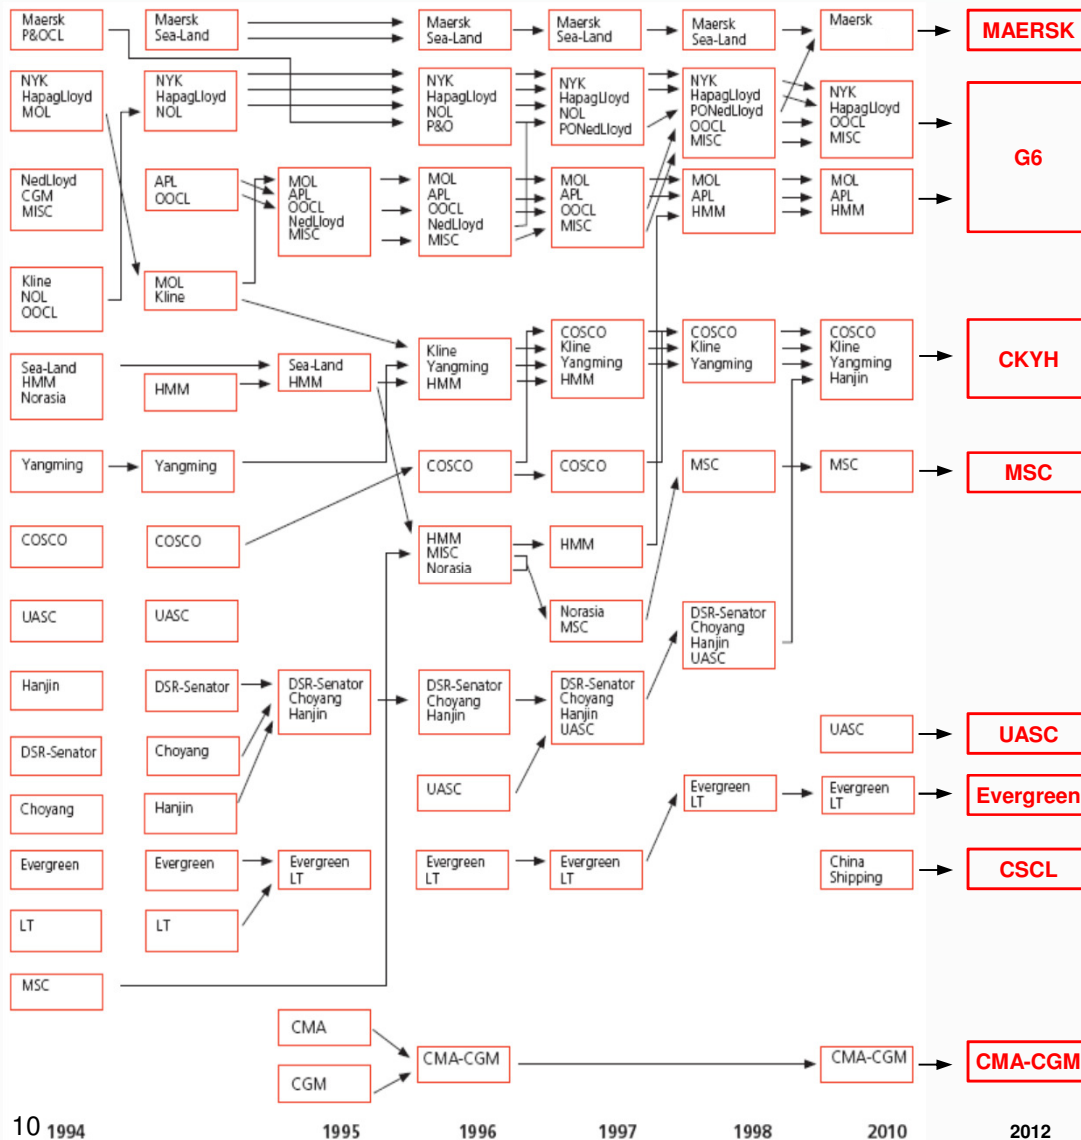 Maersk
P&OCL
NYK
HapagLloyd
MOL
NedLloyd
CGM
MISC
Kline
NOL
OOCL
Sea-Land
HMM
Norasia
Yangming
COSCO
UASC
Hanjin
DSR-Senator
Choyang
Evergreen
LT
MSC
Maersk
Sea-Land
NYK
HapagLloyd
NOL
APL
OOCL
MOL
Kline
HMM
Yangming
COSCO
UASC
DSR-Senator
Choyang
Hanjin
Evergreen
LT
MOL
APL
OOCL
NedLloyd
MISC
Sea-Land
HMM
DSR-Senator
Choyang
Hanjin
Evergreen
LT
CMA
CGM
Maersk
Sea-Land
NYK
HapagLloyd
NOL
P&O
MOL
APL
OOCL
NedLloyd
MISC
Kline
Yangming
HMM
COSCO
HMM
MISC
Norasia
DSR-Senator
Choyang
Hanjin
UASC
Evergreen
LT
CMA-CGM
Maersk
Sea-Land
NYK
HapagLloyd
NOL
PONedLloyd
MOL
APL
OOCL
MISC
COSCO
Kline
Yangming
HMM
COSCO
HMM
Norasia
MSC
DSR-Senator
Choyang
Hanjin
UASC
Evergreen
LT
Maersk
Sea-Land
NYK
HapagLloyd
PONedLloyd
OOCL
MISC
MOL
APL
HMM
COSCO
Kline
Yangming
MSC
DSR-Senator
Choyang
Hanjin
UASC
Evergreen
LT
Maersk
NYK
HapagLloyd
OOCL
MISC
MOL
APL
HMM
COSCO
Kline
Yangming
Hanjin
MSC
UASC
Evergreen
LT
China
Shipping
CMA-CGM
MAERSK
G6
CKYH
MSC
UASC
Evergreen
CSCL
CMA-CGM
10
1994
1995
1996
1997
1998
2010
2012